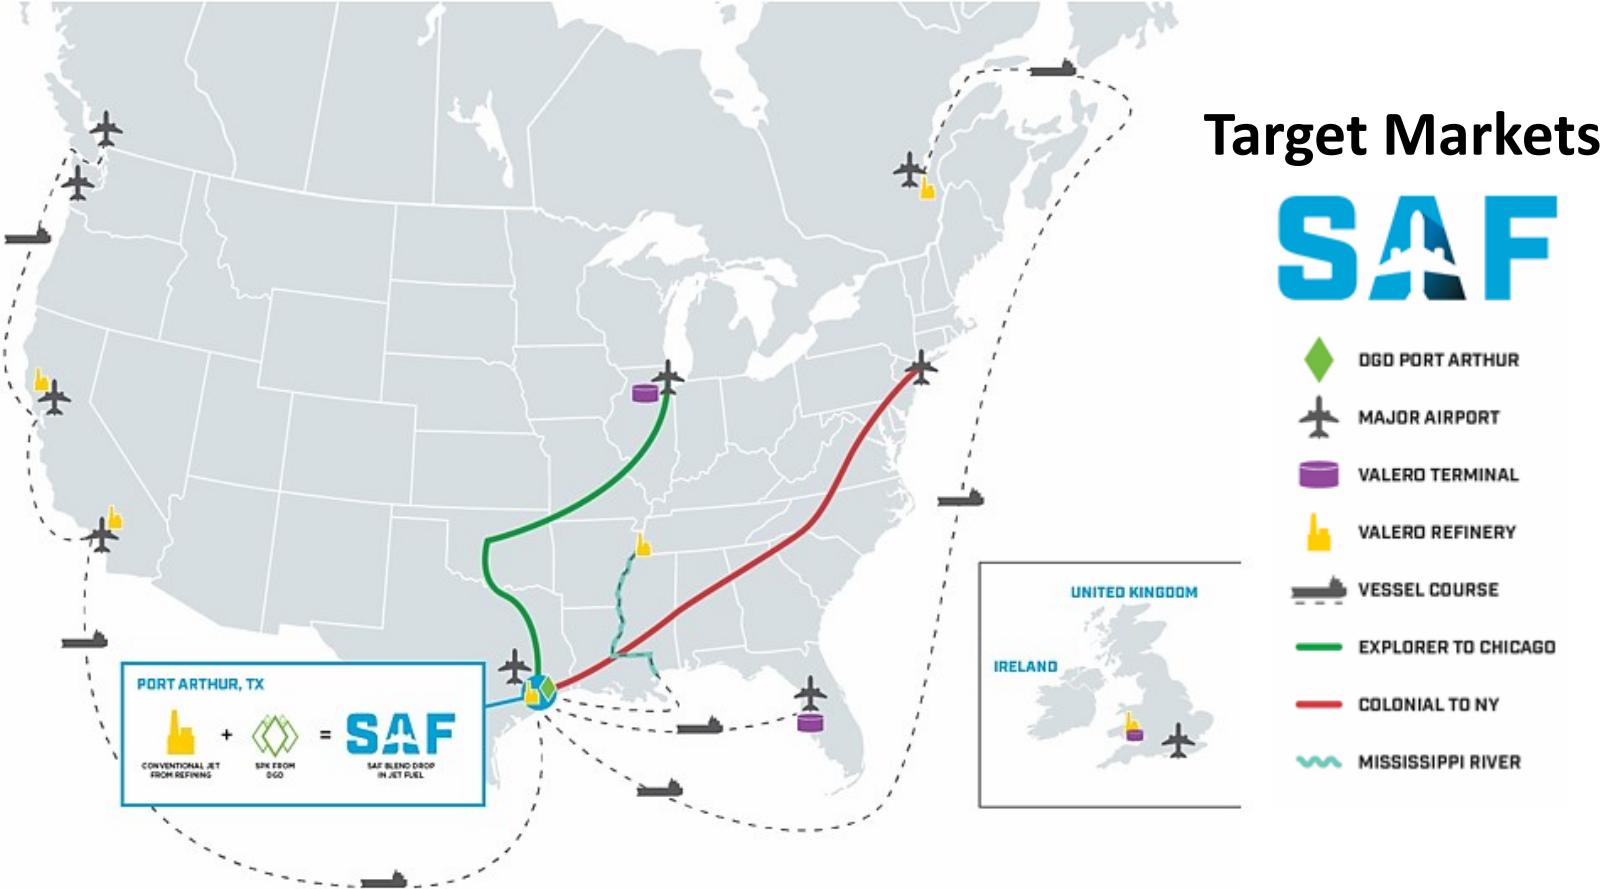 Target Markets
SAF
DGD PORT ARTHUR
MAJOR AIRPORT
VALERO TERMINAL
VALERO REFINERY
VESSEL COURSE
EXPLORER TO CHICAGO
COLONIAL TO NY
MISSISSIPPI RIVER
UNITED KINGDOM
IRELAND
PORT ARTHUR, TX
+ = SAF
CONVENTIONAL JET
FROM REFINING
SPK FROM
DGD
SAF BLEND DROP
IN JET FUEL